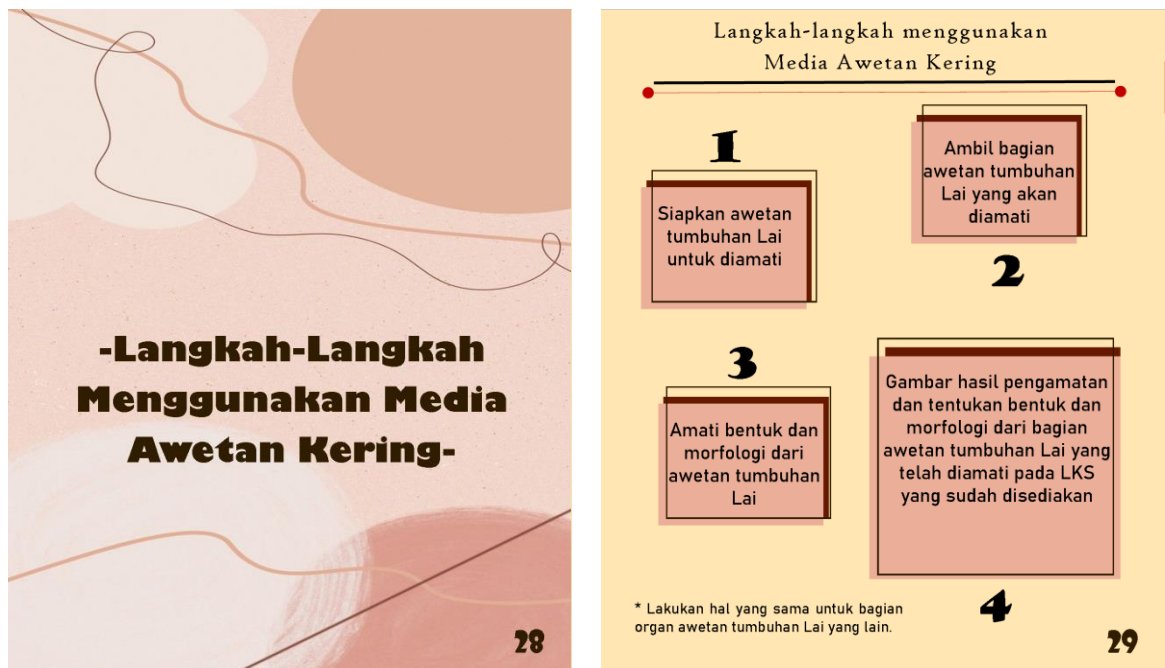 -Langkah-Langkah
Menggunakan Media
Awetan Kering-
28
Langkah-langkah menggunakan
Media Awetan Kering
1
Siapkan awetan
tumbuhan Lai
untuk diamati
Ambil bagian
awetan tumbuhan
Lai yang akan
diamati
2
3
Amati bentuk dan
morfologi dari
awetan tumbuhan
Lai
Gambar hasil pengamatan
dan tentukan bentuk dan
morfologi dari bagian
awetan tumbuhan Lai yang
telah diamati pada LKS
yang sudah disediakan
4
* Lakukan hal yang sama untuk bagian
organ awetan tumbuhan Lai yang lain.
29